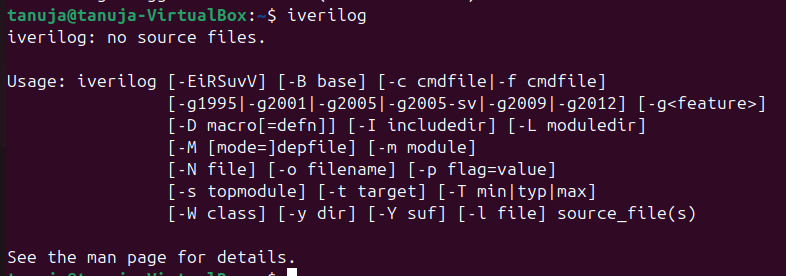 tanuja@tanuja-VirtualBox:~$ iverilog
iverilog: no source files.
Usage: iverilog [-EiRSuvV] [-B base] [-c cmdfile|-f cmdfile]
[-g1995|-g2001|-g2005|-g2005-sv|-g2009|-g2012] [-g<feature>]
[-D macro[=defn]] [-I includedir] [-L moduledir]
[-M [mode=]depfile] [-m module]
[-N file] [-o filename] [-p flag=value]
[-s topmodule] [-t target] [-T min|typ|max]
[-W class] [-y dir] [-Y suf] [-l file] source_file(s)
See the man page for details.